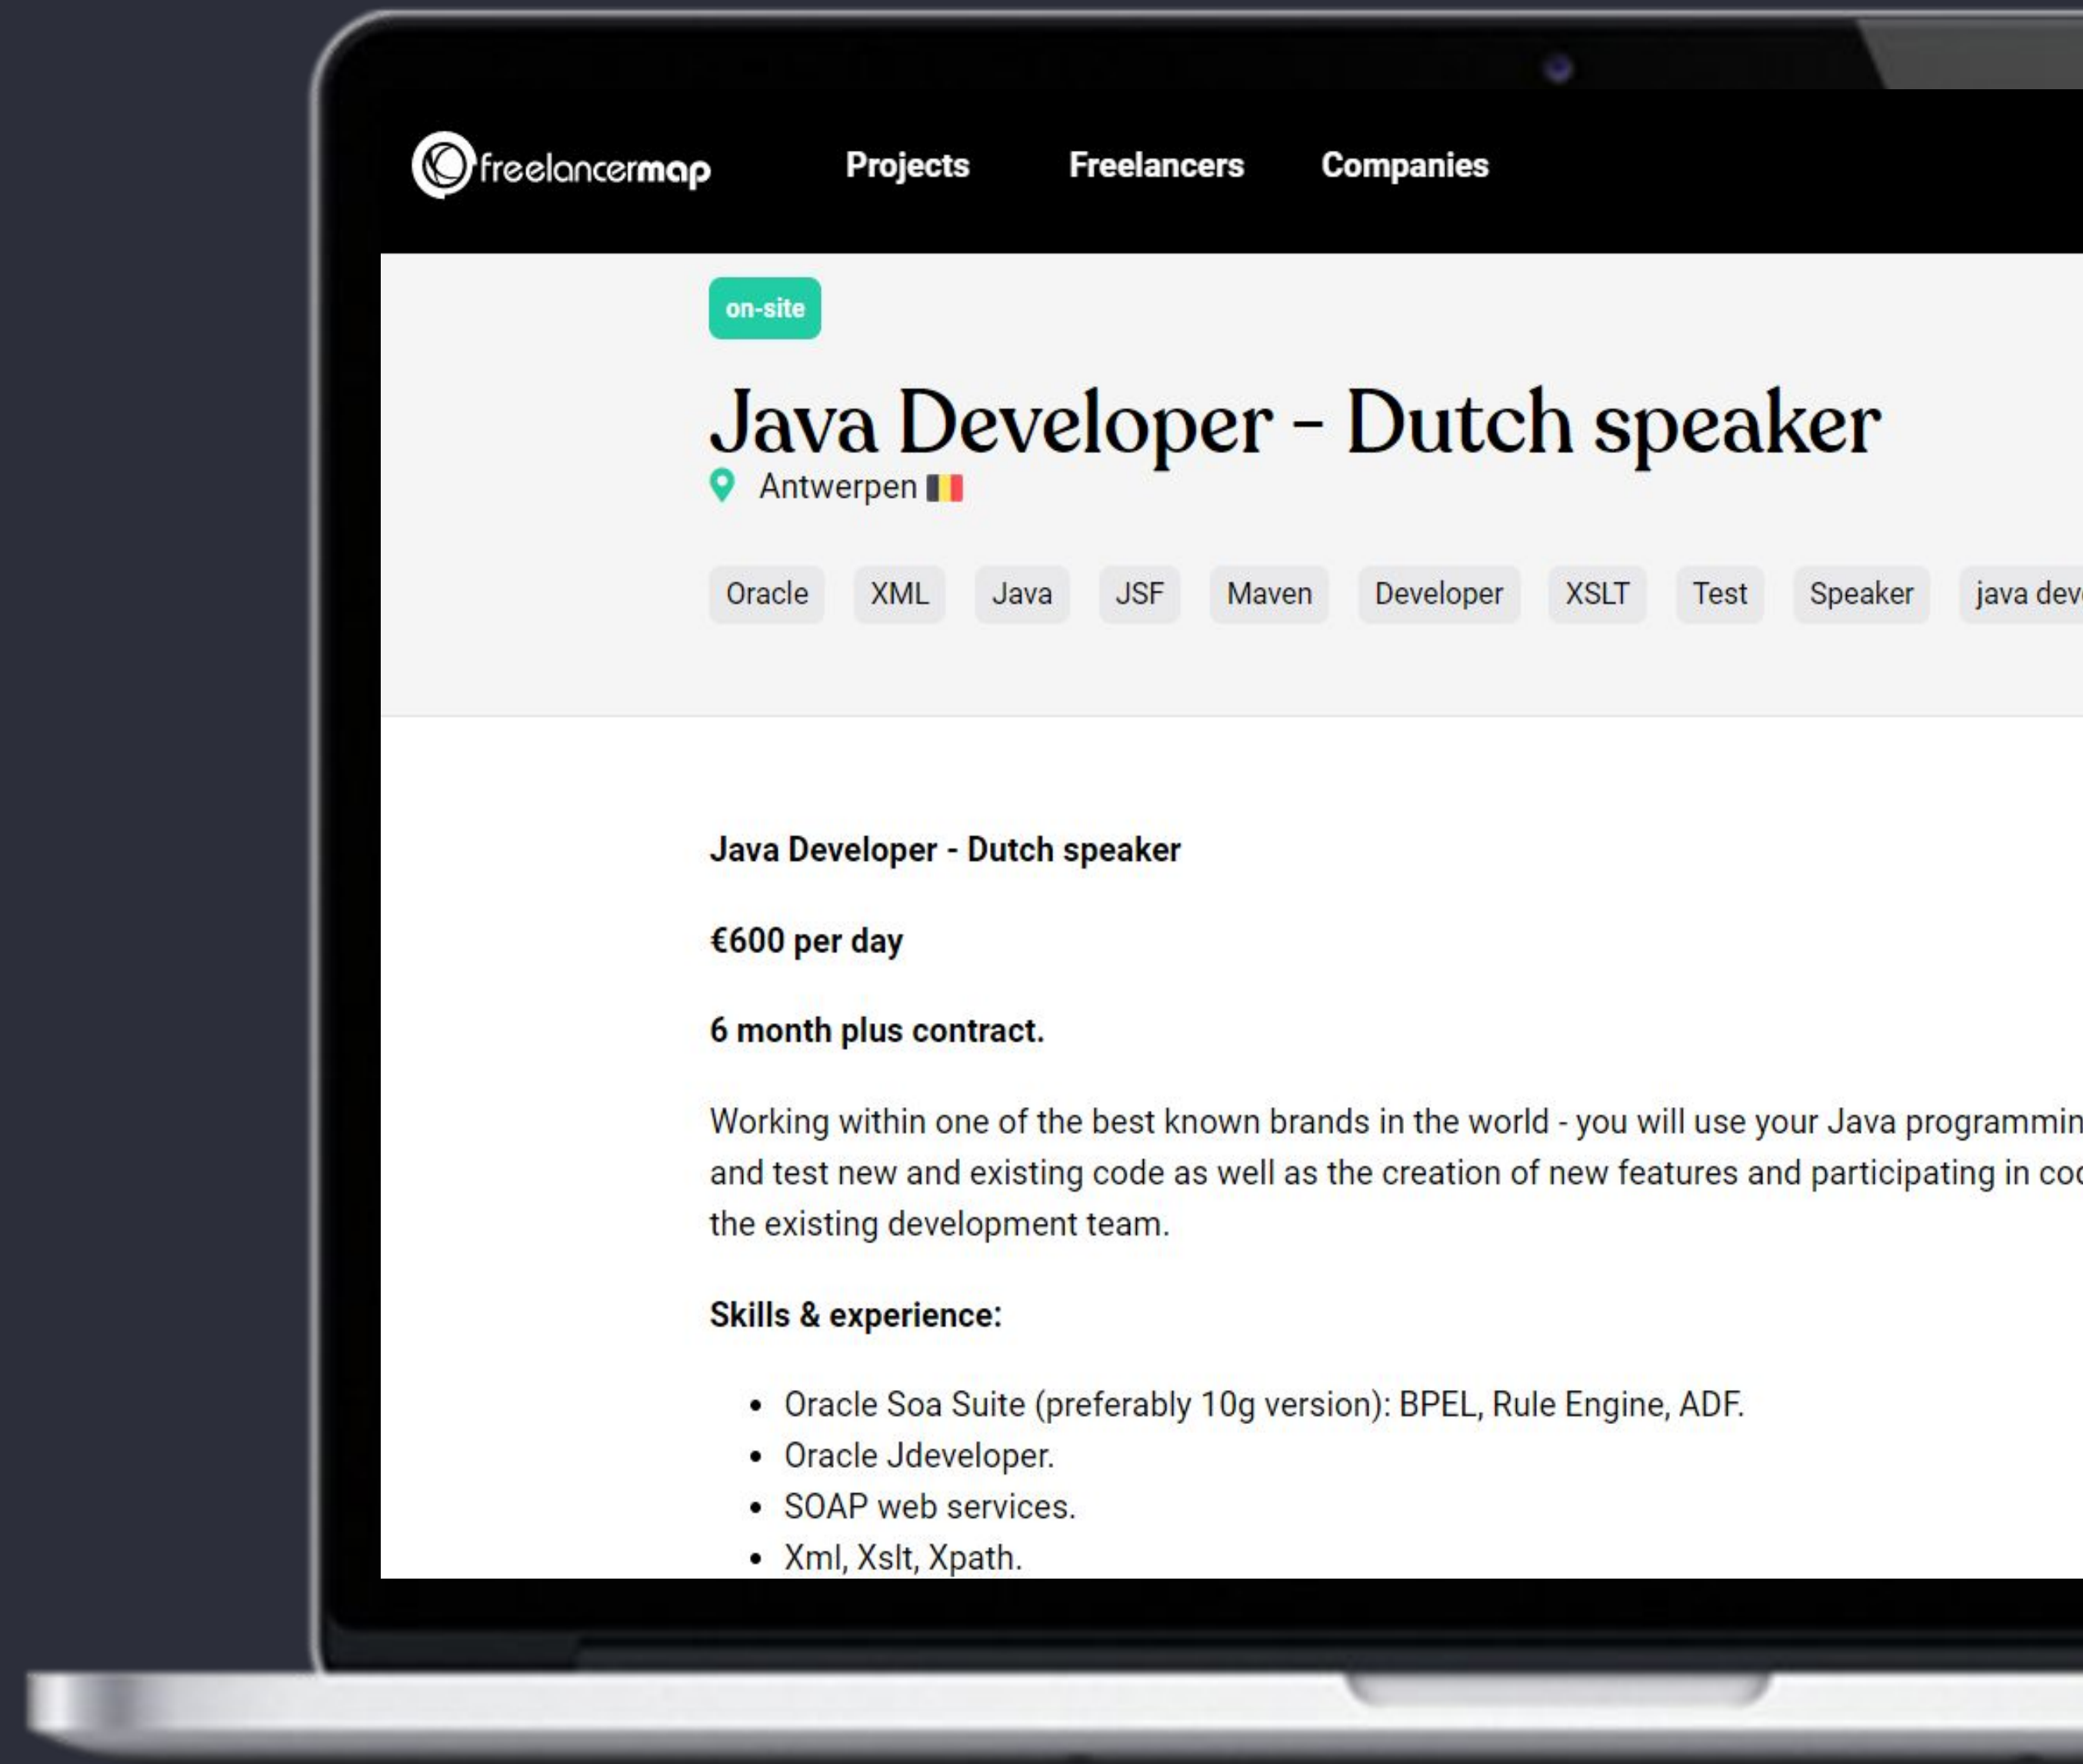 freelancermap Projects Freelancers Companies
on-site
Java Developer - Dutch speaker
Antwerpen
Oracle XML Java JSF Maven Developer XSLT Test Speaker java
Java Developer - Dutch speaker
€600 per day
6 month plus contract.
Working within one of the best known brands in the world - you will use your Java
and test new and existing code as well as the creation of new features and participating in
the existing development team.
Skills & experience:
• Oracle Soa Suite (preferably 10g version): BPEL, Rule Engine, ADF.
• Oracle Jdeveloper.
• SOAP web services.
• Xml, Xslt, Xpath.